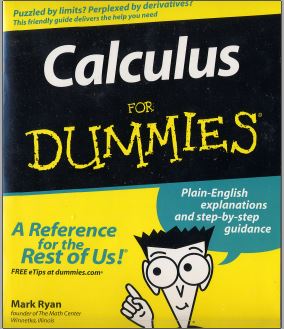 Puzzled by limits? Perplexed by derivatives?
This friendly guide delivers the help you need
Calculus
FOR
DUMMIES®
Plain-English
explanations
and step-by-step
guidance
A Reference
for the
Rest of Us!®
FREE eTips at dummies.com®
Mark Ryan
founder of The Math Center
Winnetka, Illinois